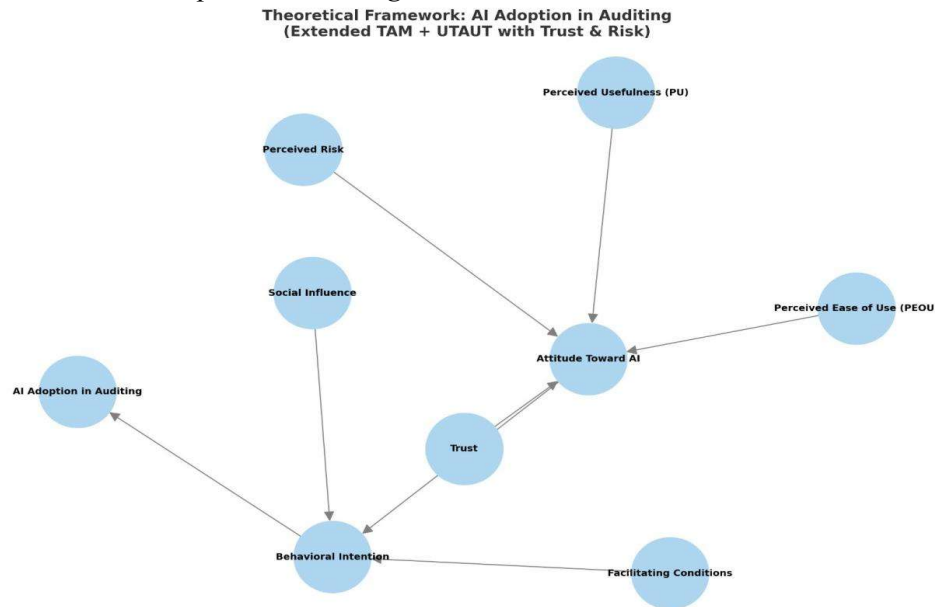 Theoretical Framework: AI Adoption in Auditing
(Extended TAM + UTAUT with Trust & Risk)
Perceived Usefulness (PU)
Perceived Risk
Social Influence
Perceived Ease of Use (PEOU
Attitude Toward AI
AI Adoption in Auditing
Trust
Behavioral Intention
Facilitating Conditions